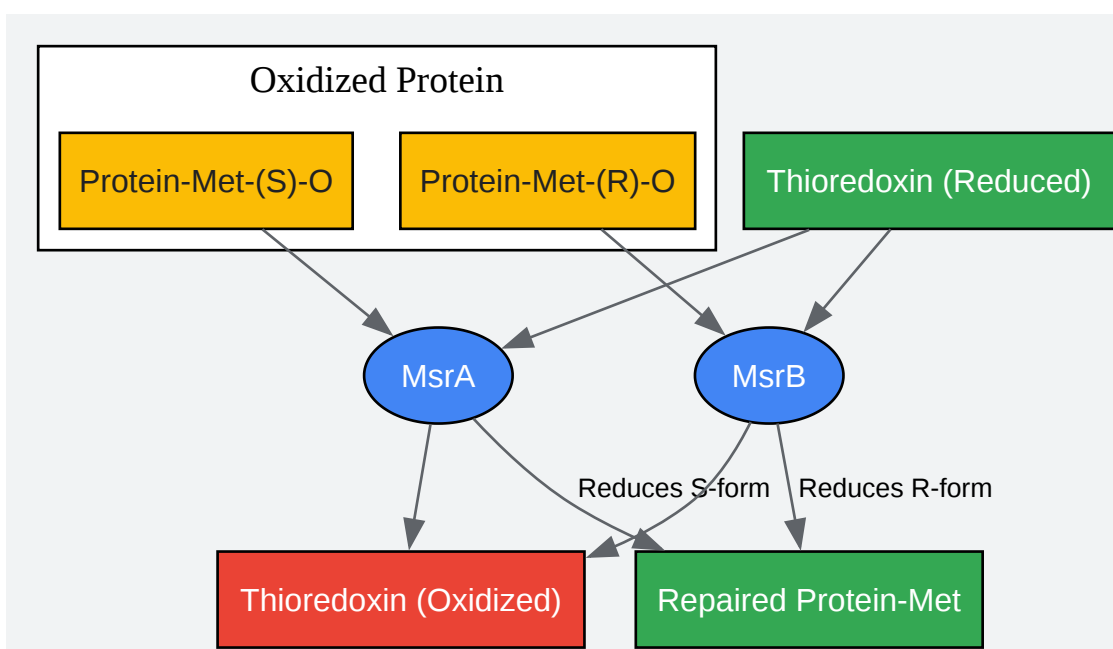 Oxidized Protein
Protein-Met-(S)-O
Protein-Met-(R)-O
Thioredoxin (Reduced)
MsrA
MsrB
Reduces S-form
Reduces R-form
Thioredoxin (Oxidized)
Repaired Protein-Met